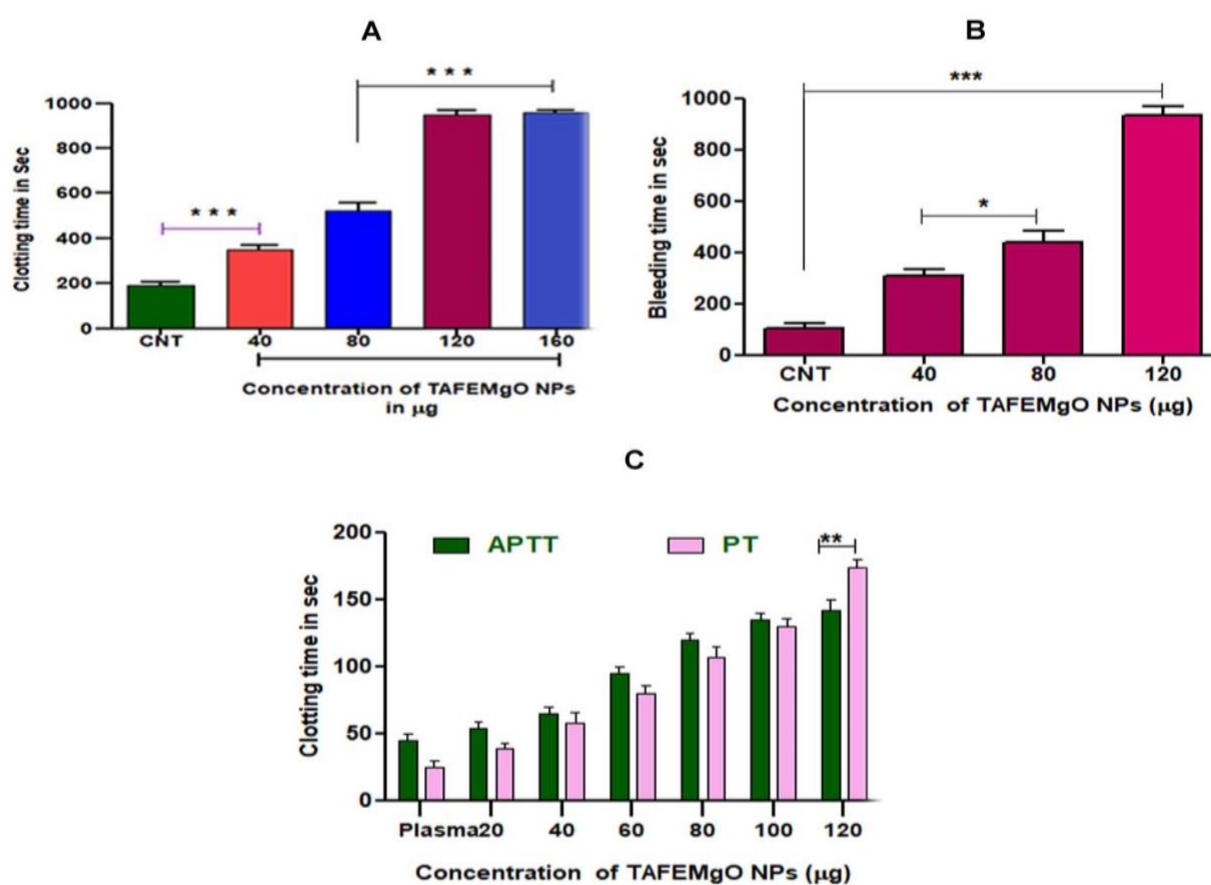 A
* * *
* * *
Clotting time in Sec
1000
800
600
400
200
0
CNT 40 80 120 160
Concentration of TAFEMgO NPs
in μg
B
***
*
Bleeding time in sec
1000
800
600
400
200
0
CNT 40 80 120
Concentration of TAFEMgO NPs (μg)
C
APTT PT
**
Clotting time in sec
200
150
100
50
0
Plasma20 40 60 80 100 120
Concentration of TAFEMgO NPs (μg)